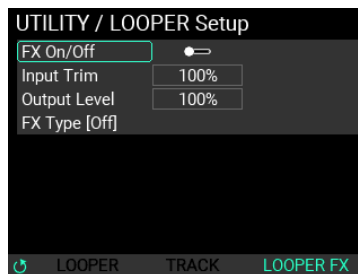 UTILITY / LOOPER Setup
FX On/Off
Input Trim 100%
Output Level 100%
FX Type [Off]
LOOPER TRACK LOOPER FX